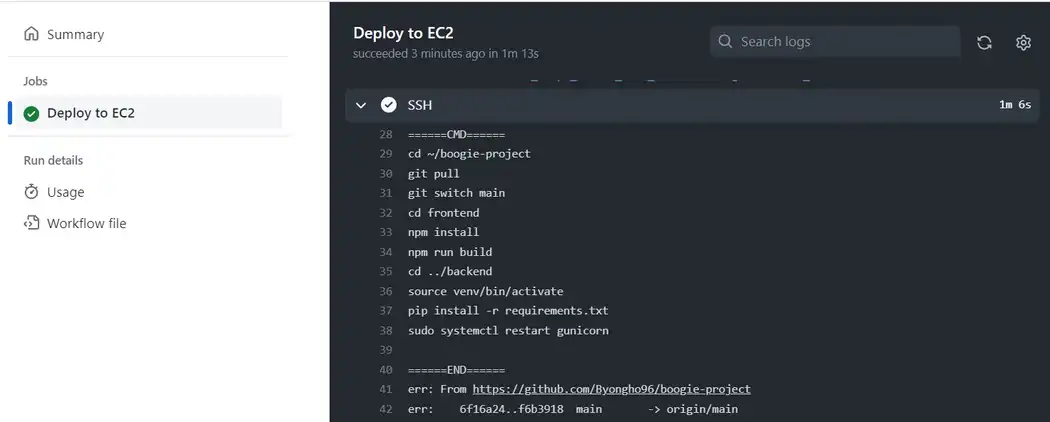 Summary
Jobs
Deploy to EC2
Run details
Usage
Workflow file
Deploy to EC2
succeeded 3 minutes ago in 1m 13s
Search logs
SSH 1m 6s
28 ======CMD======
29 cd ~/boogie-project
30 git pull
31 git switch main
32 cd frontend
33 npm install
34 npm run build
35 cd ../backend
36 source venv/bin/activate
37 pip install -r requirements.txt
38 sudo systemctl restart gunicorn
39
40 ======END======
41 err: From https://github.com/Byongho96/boogie-project
42 err: 6f16a24..f6b3918 main -> origin/main